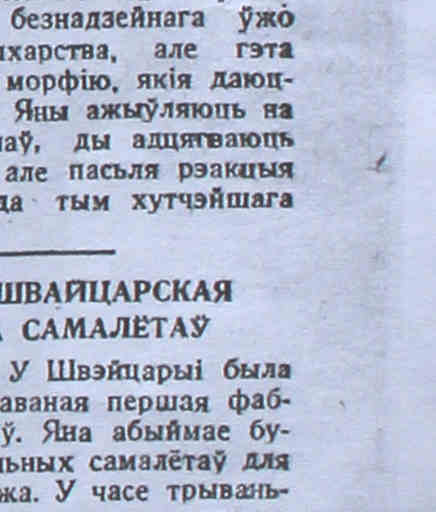 безнадзейнага ўжо
ыхарства, але гэта
морфію, якія даюц-
Яны ажыўляюць на
аў, ды адцягваюць
але пасьля рэакцыя
да тым хутчэйшага
ШВАЙЦАРСКАЯ
САМАЛЁТАЎ
У Швэйцарыі была
аваная першая фаб-
ў. Яна абыймае бу-
льных самалётаў для
жа. У часе трывань-